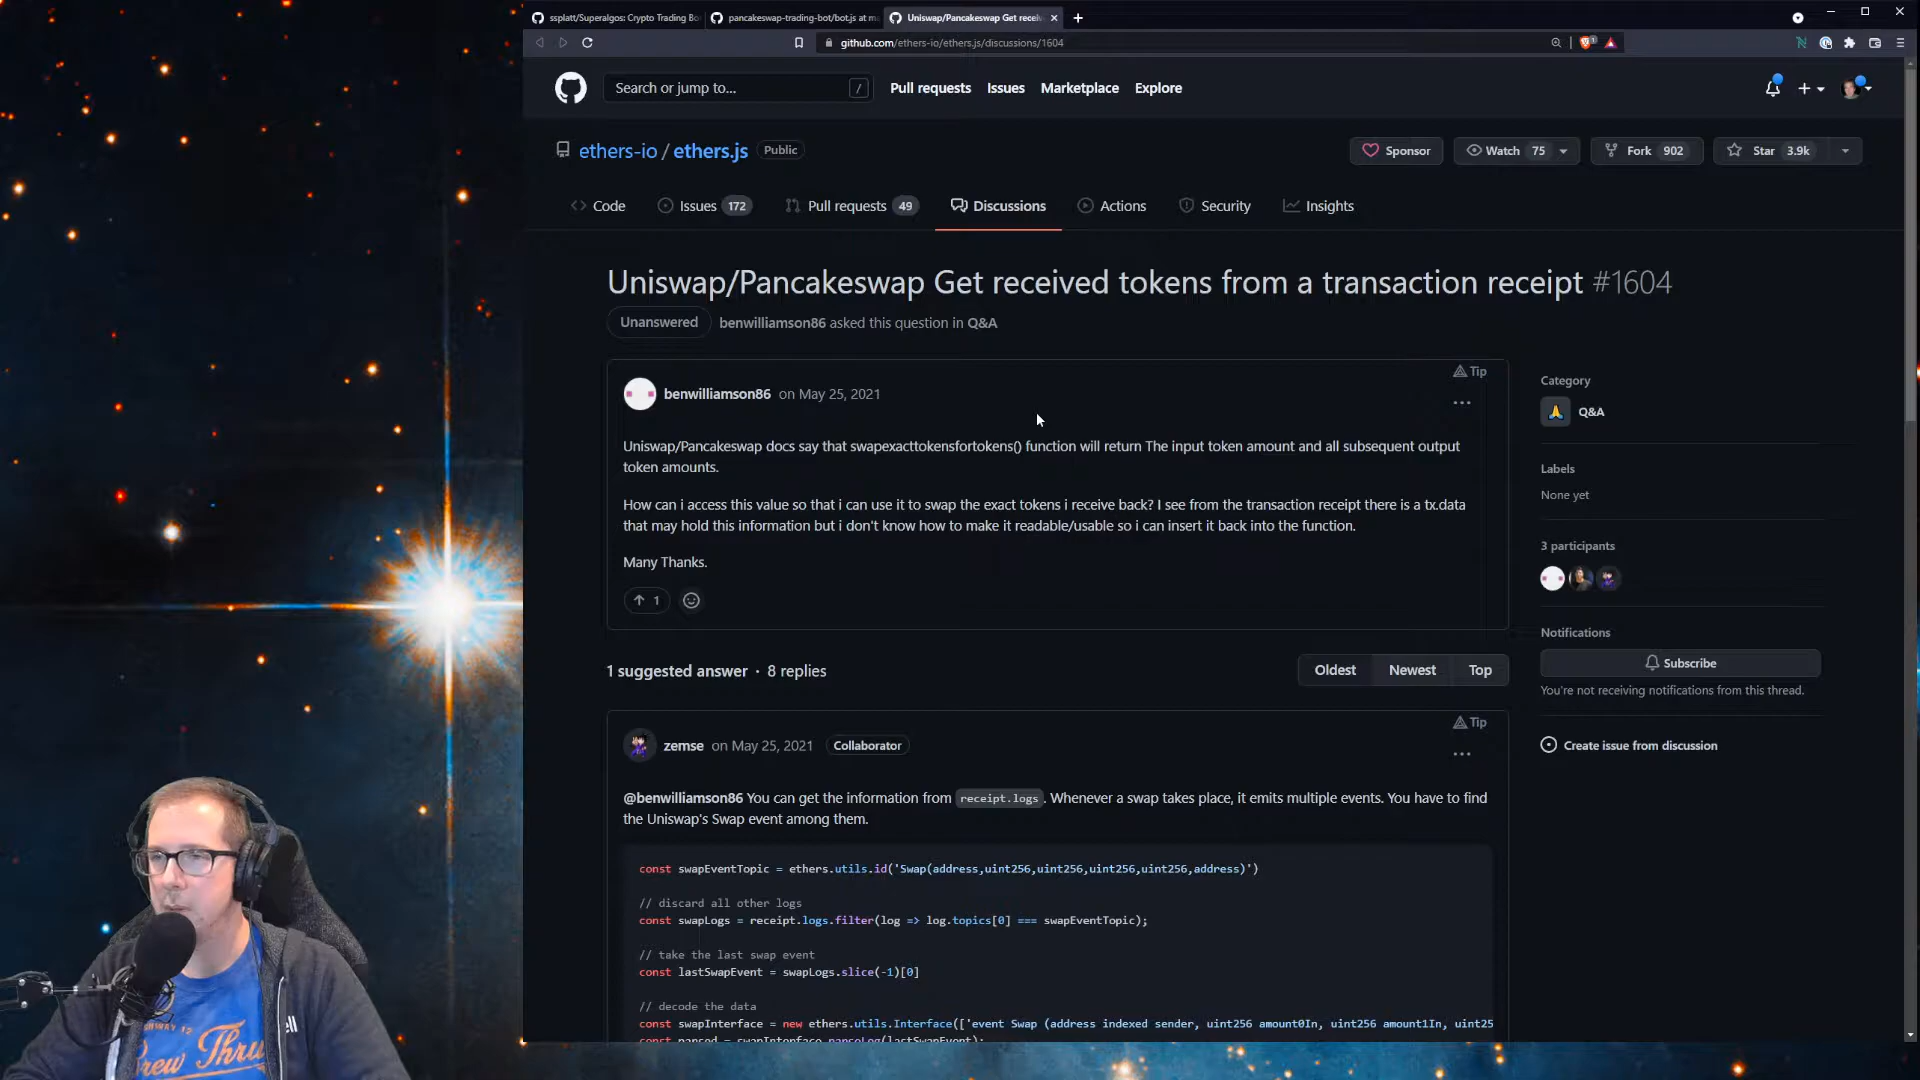 ssplatt/Superalgos: Crypto Trading Bo
pancakeswap-trading-bot/bot.js at m
Uniswap/Pancakeswap Get recei
github.com/ethers-io/ethers.js/discussions/1604
Search or jump to... /
Pull requests Issues Marketplace Explore
ethers-io / ethers.js Public
Sponsor Watch 75 Fork 902 Star 3.9k
Code Issues 172 Pull requests 49 Discussions Actions Security Insights
Uniswap/Pancakeswap Get received tokens from a transaction receipt #1604
Unanswered benwilliamson86 asked this question in Q&A
Tip
benwilliamson86 on May 25, 2021
Uniswap/Pancakeswap docs say that swapexacttokensfortokens() function will return The input token amount and all subsequent output
token amounts.
How can i access this value so that i can use it to swap the exact tokens i receive back? I see from the transaction receipt there is a tx.data
that may hold this information but i don't know how to make it readable/usable so i can insert it back into the function.
Many Thanks.
1
Category
Q&A
Labels
None yet
3 participants
Notifications
Subscribe
You're not receiving notifications from this thread.
Create issue from discussion
1 suggested answer · 8 replies
Oldest Newest Top
Tip
zemse on May 25, 2021 Collaborator
@benwilliamson86 You can get the information from receipt.logs. Whenever a swap takes place, it emits multiple events. You have to find
the Uniswap's Swap event among them.
const swapEventTopic = ethers.utils.id('Swap(address,uint256,uint256,uint256,uint256,address)')
// discard all other logs
const swapLogs = receipt.logs.filter(log => log.topics[0] === swapEventTopic);
// take the last swap event
const lastSwapEvent = swapLogs.slice(-1)[0]
// decode the data
const swapInterface = new ethers.utils.Interface(['event Swap (address indexed sender, uint256 amount0In, uint256 amount1In, uint25
const parsed = swapInterface.parseLog(lastSwapEvent);